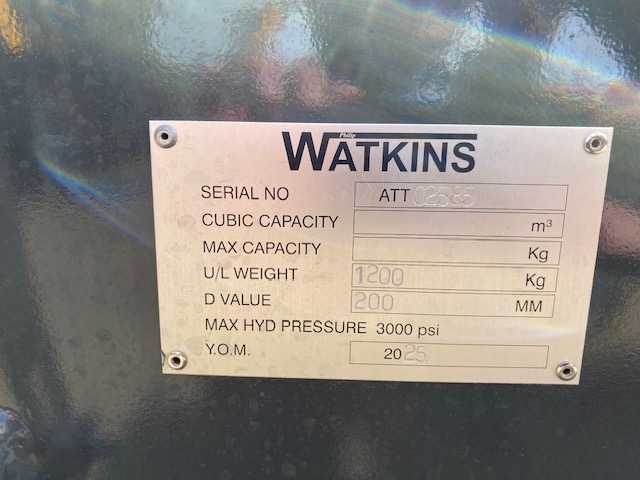 Philip
WATKINS
SERIAL NO ATT 02585
CUBIC CAPACITY m³
MAX CAPACITY Kg
U/L WEIGHT 1200 Kg
D VALUE 200 MM
MAX HYD PRESSURE 3000 psi
Y.O.M. 2025